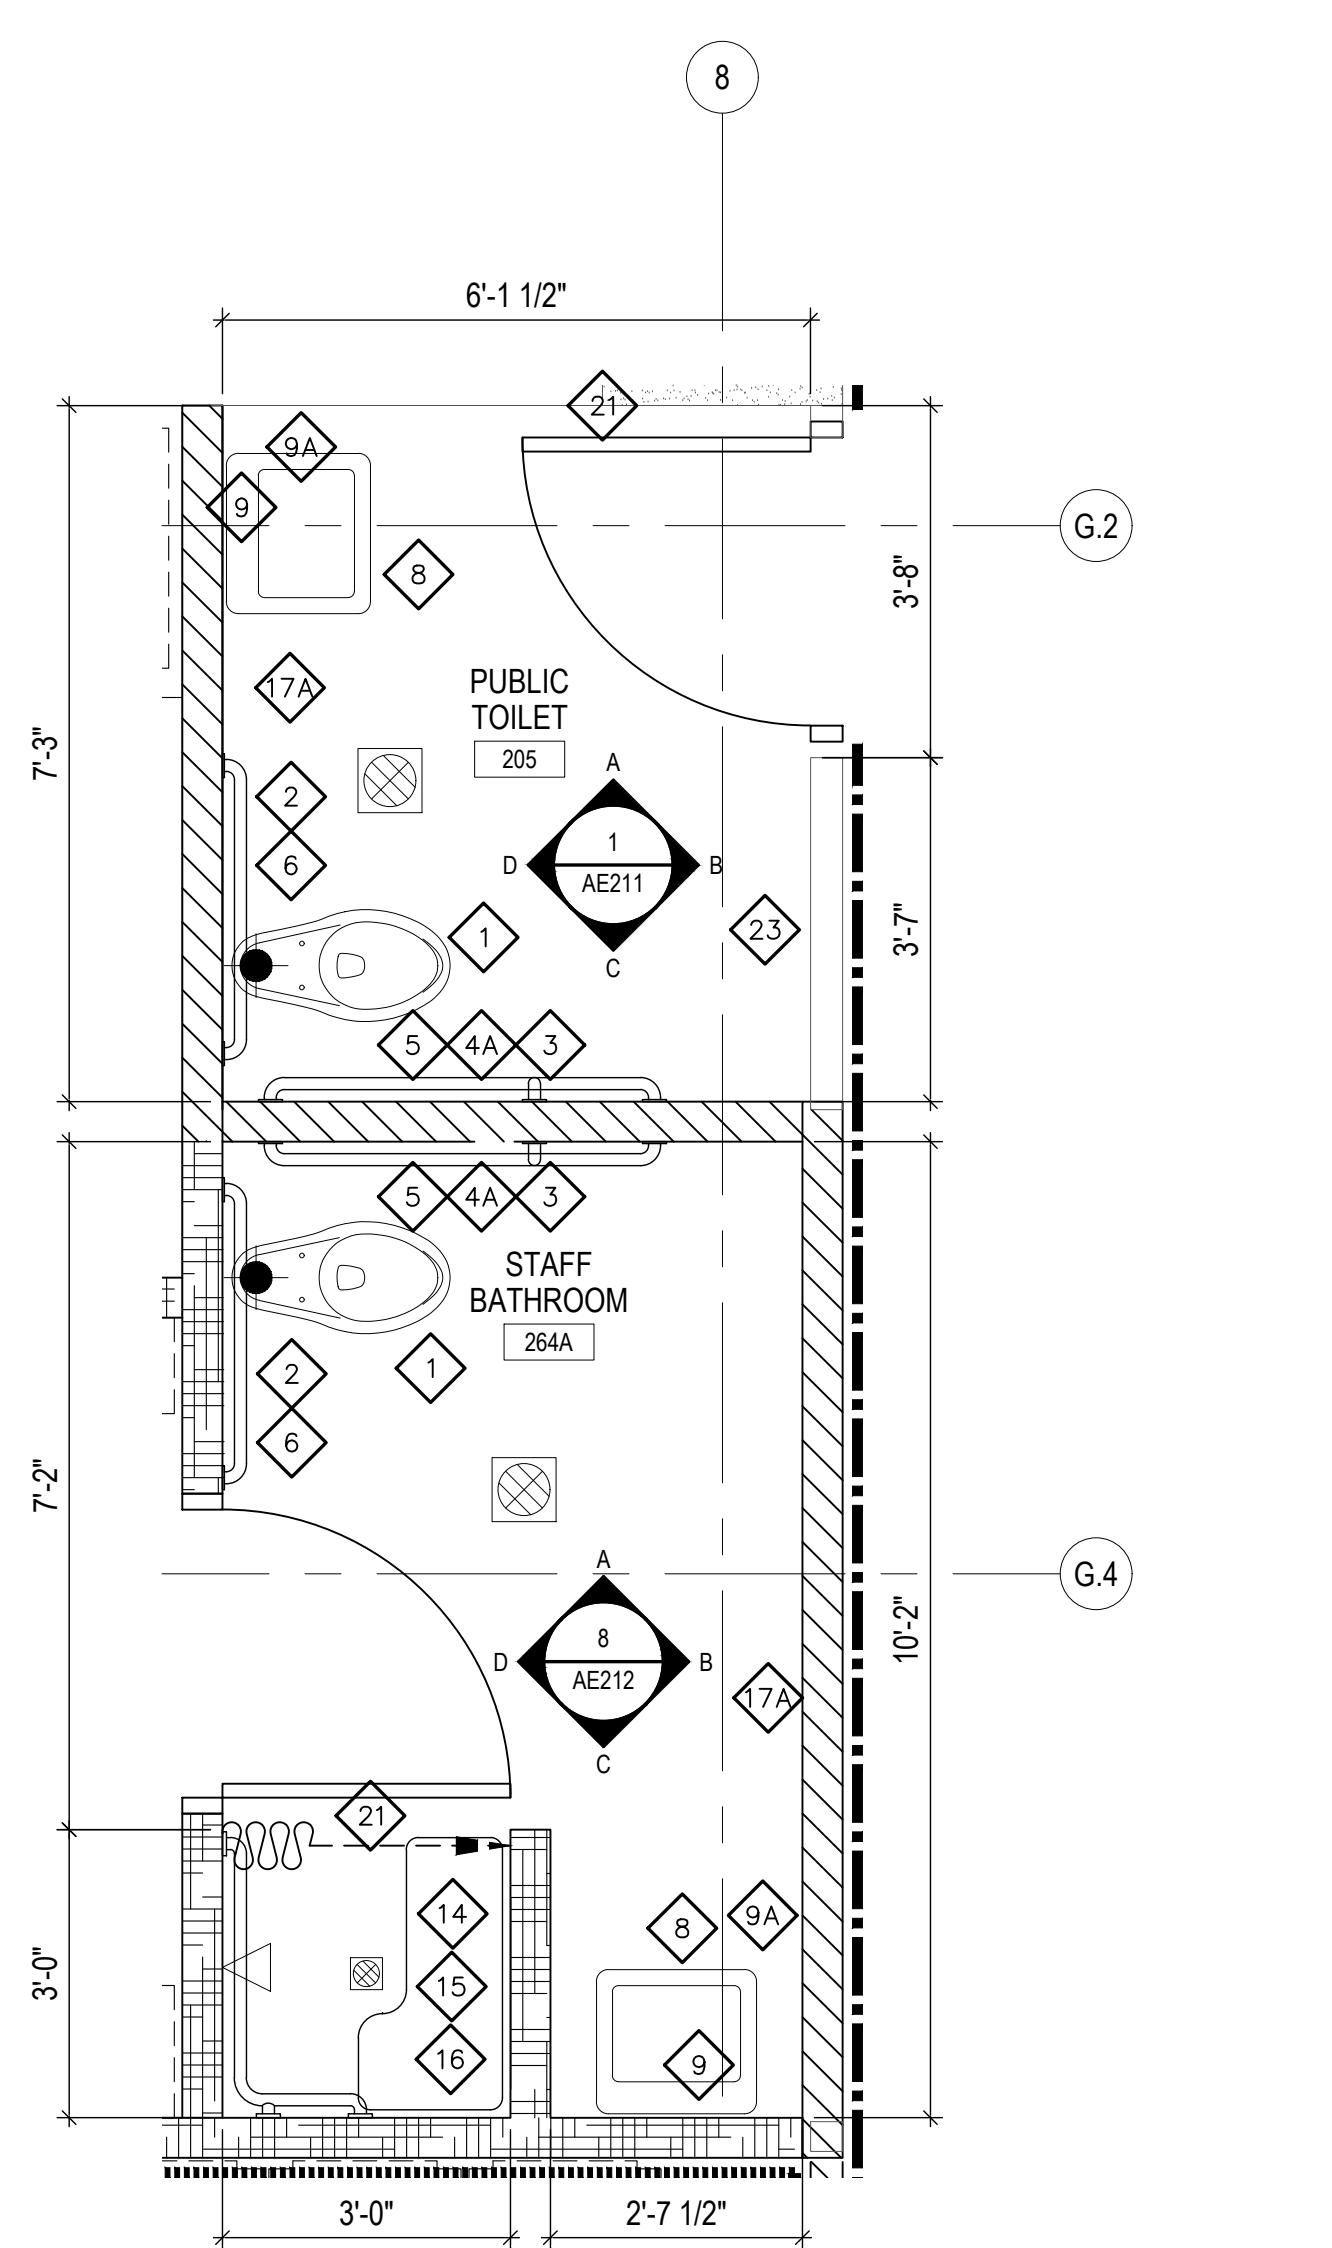 8
6'-1 1/2"
21
9A
9
G.2
8
3'-8"
17A
PUBLIC
TOILET
205
7'-3"
A
2
1
D
B
6
AE211
23
1
3'-7"
C
5
4A
3
5
4A
3
STAFF
BATHROOM
264A
1
2
6
7'-2"
A
G.4
10'-2"
8
D
B
AE212
17A
C
21
14
8
9A
3'-0"
15
16
9
3'-0"
2'-7 1/2"